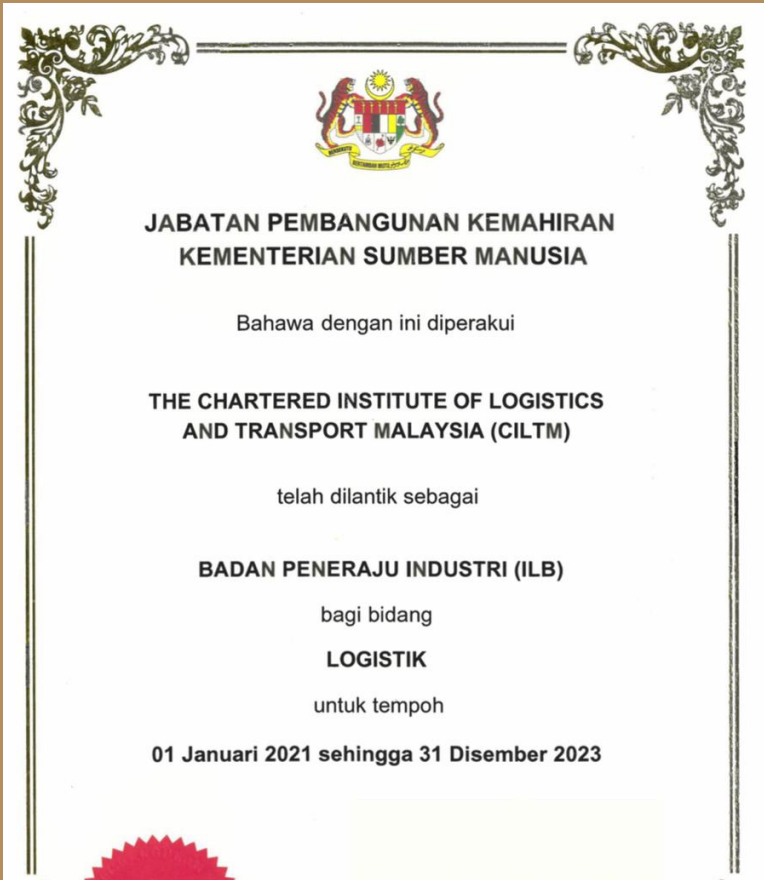 JABATAN PEMBANGUNAN KEMAHIRAN
KEMENTERIAN SUMBER MANUSIA
Bahawa dengan ini diperakui
THE CHARTERED INSTITUTE OF LOGISTICS
AND TRANSPORT MALAYSIA (CILTM)
telah dilantik sebagai
BADAN PENERAJU INDUSTRI (ILB)
bagi bidang
LOGISTIK
untuk tempoh
01 Januari 2021 sehingga 31 Disember 2023